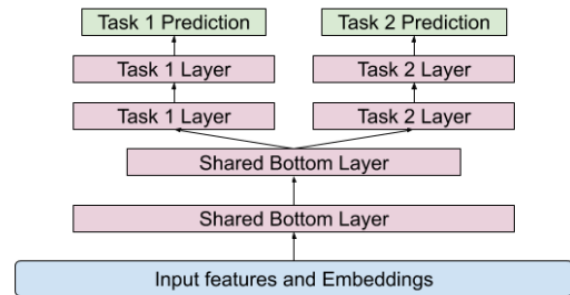 Task 1 Prediction
Task 2 Prediction
Task 1 Layer
Task 2 Layer
Task 1 Layer
Task 2 Layer
Shared Bottom Layer
Shared Bottom Layer
Input features and Embeddings